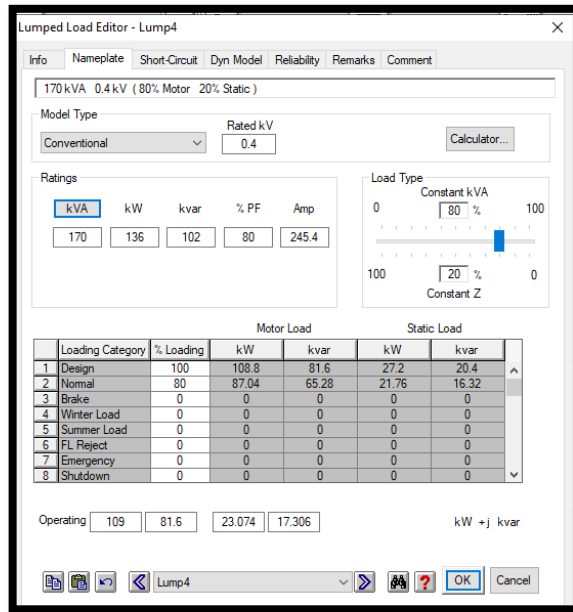 Lumped Load Editor - Lump4
Info Nameplate Short-Circuit Dyn Model Reliability Remarks Comment
170 kVA 0.4 kV ( 80% Motor 20% Static )
Model Type
Rated kV
Conventional 0.4 Calculator...
Ratings Load Type
Constant kVA
kVA kW kvar % PF Amp 0 80 % 100
170 136 102 80 245.4
100 20 % 0
Constant Z
Motor Load Static Load
Loading Category % Loading kW kvar kW kvar
1 Design 100 108.8 81.6 27.2 20.4
2 Normal 80 87.04 65.28 21.76 16.32
3 Brake 0 0 0 0 0
4 Winter Load 0 0 0 0 0
5 Summer Load 0 0 0 0 0
6 FL Reject 0 0 0 0 0
7 Emergency 0 0 0 0 0
8 Shutdown 0 0 0 0 0
Operating 109 81.6 23.074 17.306 kW +j kvar
Lump4 ? OK Cancel